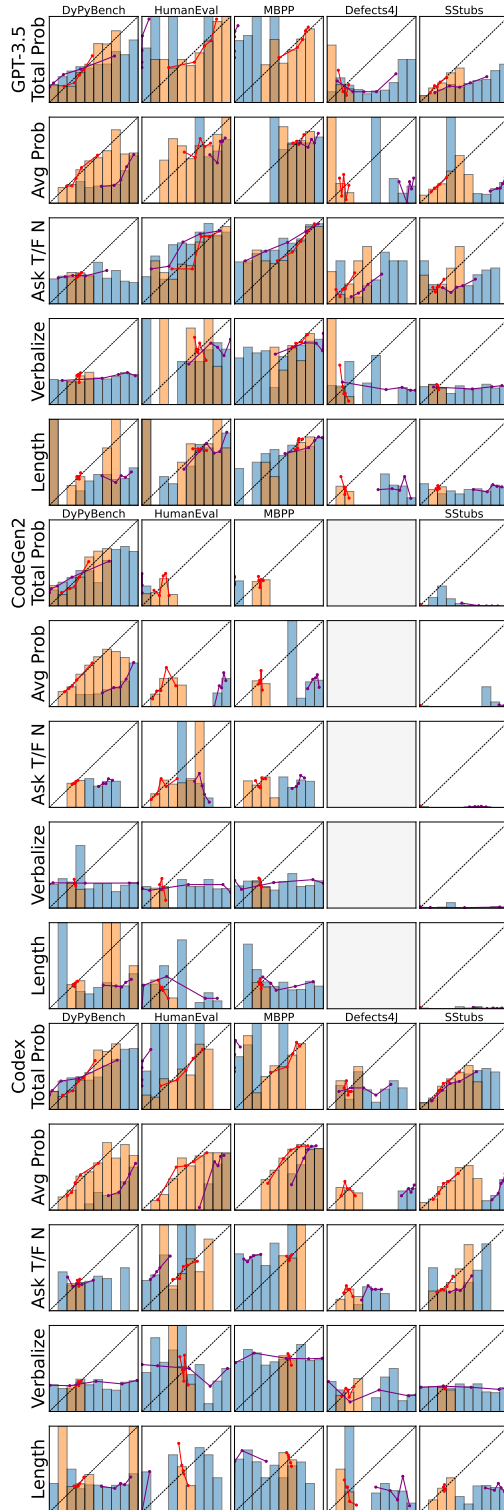 DyPyBench HumanEval MBPP Defects4J SStubs
GPT-3.5
Total Prob
Avg Prob
Ask T/F N
Verbalize
Length
DyPyBench HumanEval MBPP SStubs
CodeGen2
Total Prob
Avg Prob
Ask T/F N
Verbalize
Length
DyPyBench HumanEval MBPP Defects4J SStubs
Codex
Total Prob
Avg Prob
Ask T/F N
Verbalize
Length